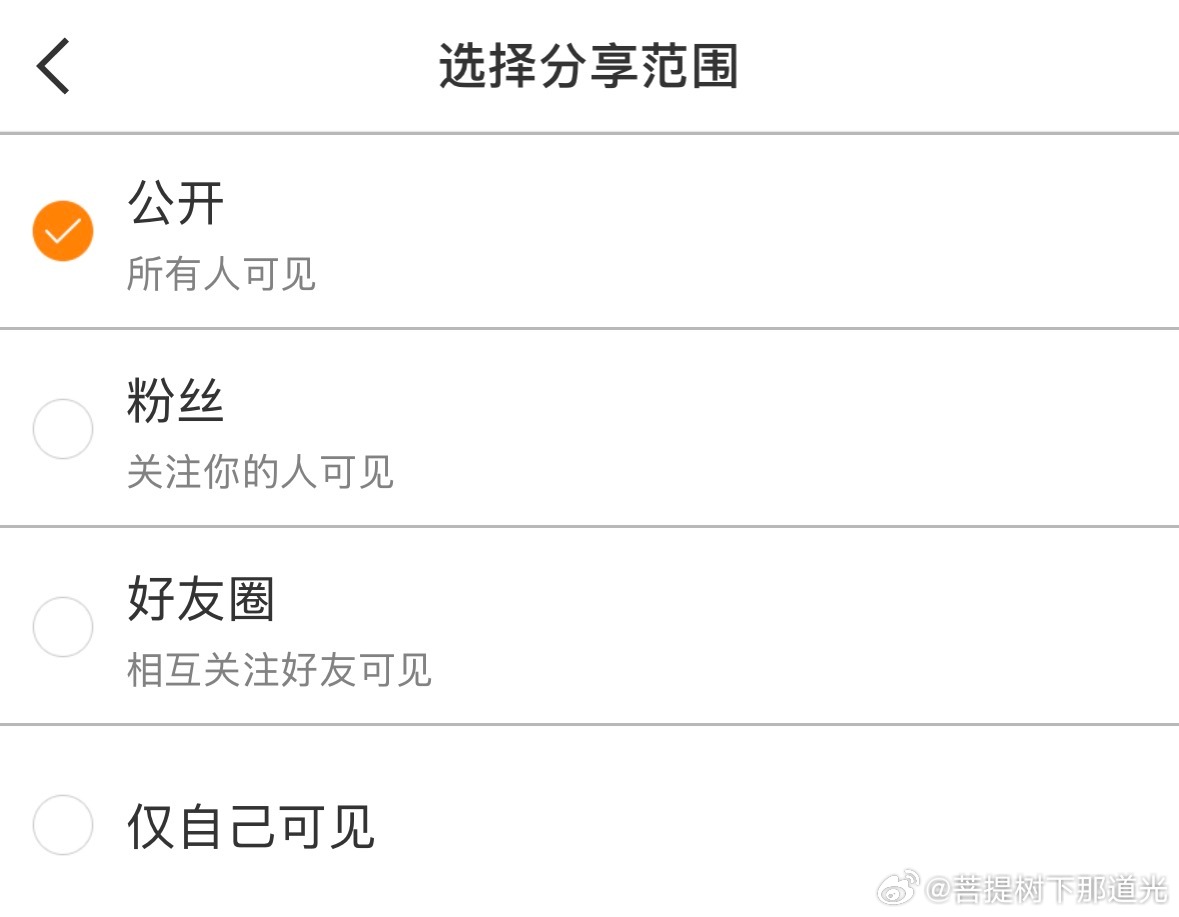 选择分享范围
公开
所有人可见
粉丝
关注你的人可见
好友圈
相互关注好友可见
仅自己可见
@菩提树下那道光